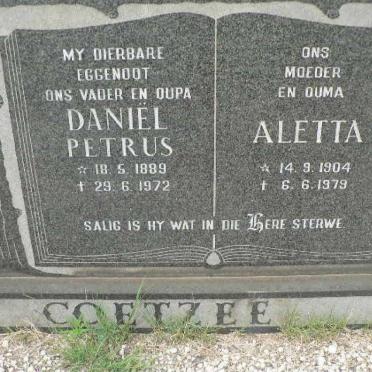 MY DIERBARE
EGGENOOT
ONS VADER EN OUPA
DANIËL
PETRUS
☆ 18.5.1889
† 29.6.1972
ONS
MOEDER
EN OUMA
ALETTA
☆ 14.9.1904
† 6.6.1979
SALIG IS HY WAT IN DIE HERE STERWE
COETZEE